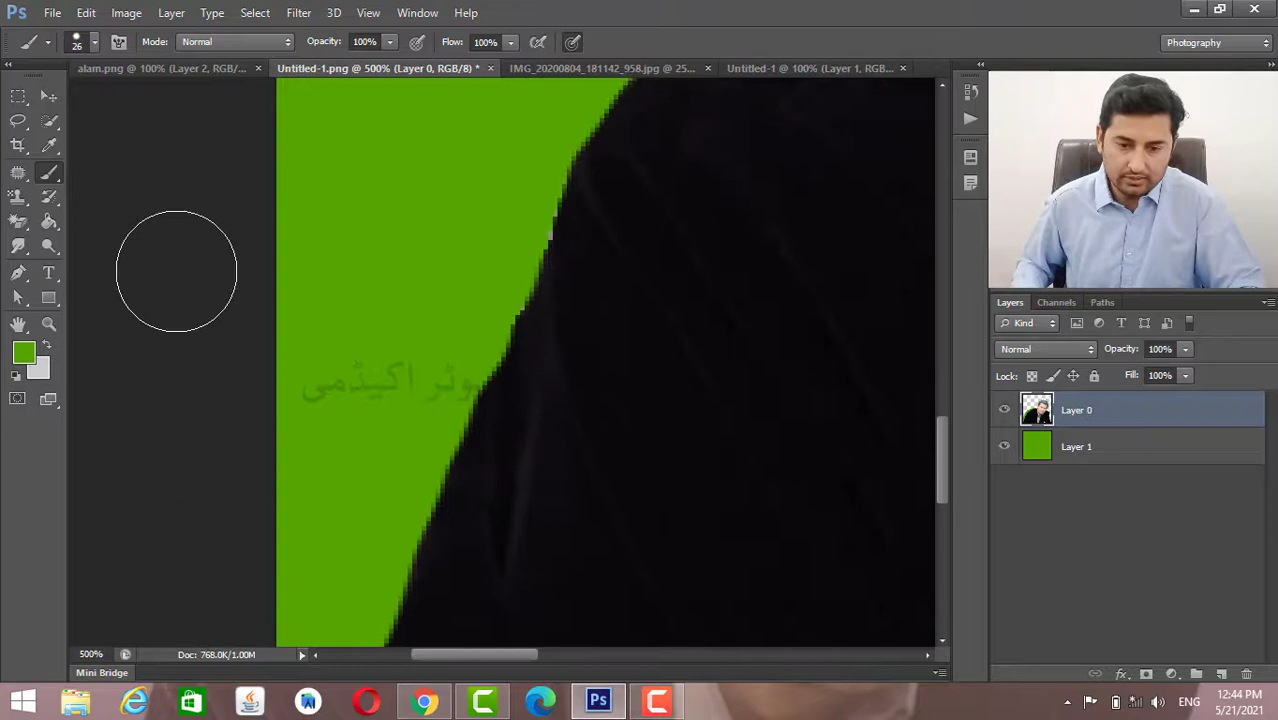 Ps File Edit Image Layer Type Select Filter 3D View Window Help
26 Mode: Normal Opacity: 100% Flow: 100% Photography
alam.png @ 100% (Layer 2, RGB/... × Untitled-1.png @ 500% (Layer 0, RGB/8) * × IMG_20200804_181142_958.jpg @ 25... × Untitled-1 @ 100% (Layer 1, RGB... ×
Layers Channels Paths
Kind
Normal Opacity: 100%
Lock: Fill: 100%
Layer 0
Layer 1
اکیڈمی
500% Doc: 768.0K/1.00M
Mini Bridge
ENG 12:44 PM
5/21/2021